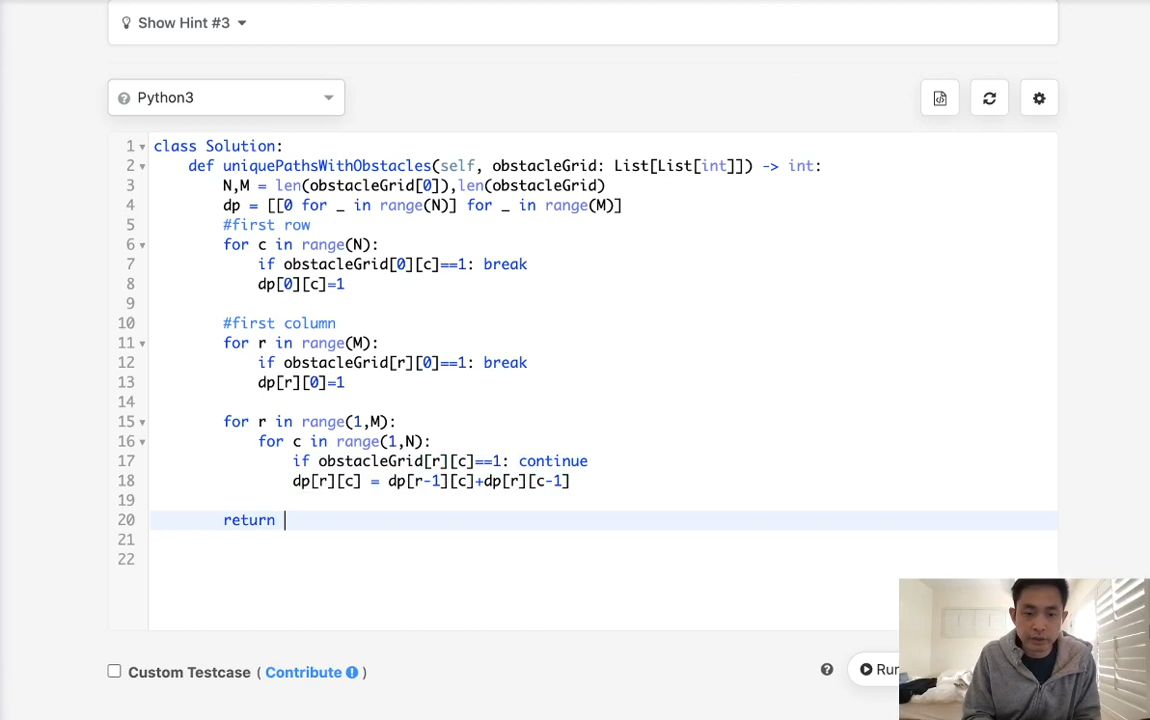 Show Hint #3
Python3
1 class Solution:
2 def uniquePathsWithObstacles(self, obstacleGrid: List[List[int]]) -> int:
3 N,M = len(obstacleGrid[0]),len(obstacleGrid)
4 dp = [[0 for _ in range(N)] for _ in range(M)]
5 #first row
6 for c in range(N):
7 if obstacleGrid[0][c]==1: break
8 dp[0][c]=1
9
10 #first column
11 for r in range(M):
12 if obstacleGrid[r][0]==1: break
13 dp[r][0]=1
14
15 for r in range(1,M):
16 for c in range(1,N):
17 if obstacleGrid[r][c]==1: continue
18 dp[r][c] = dp[r-1][c]+dp[r][c-1]
19
20 return
21
22
Custom Testcase ( Contribute )